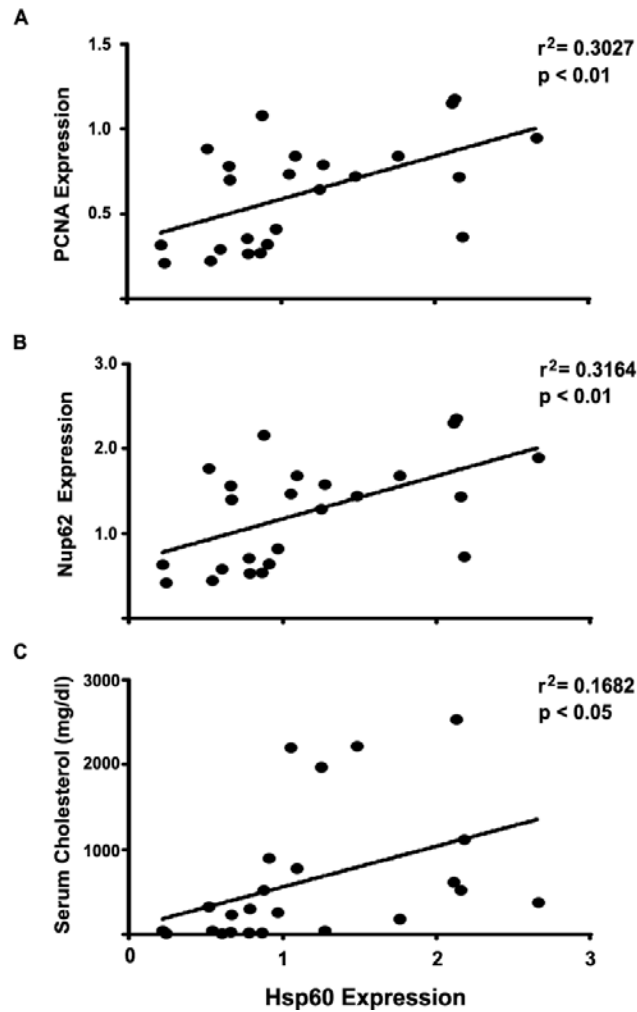 A
r²= 0.3027
p < 0.01
1.5
1.0
0.5
PCNA Expression
B
r²= 0.3164
p < 0.01
3.0
2.0
1.0
Nup62 Expression
C
r²= 0.1682
p < 0.05
3000
2000
1000
Serum Cholesterol (mg/dl)
0 1 2 3
Hsp60 Expression